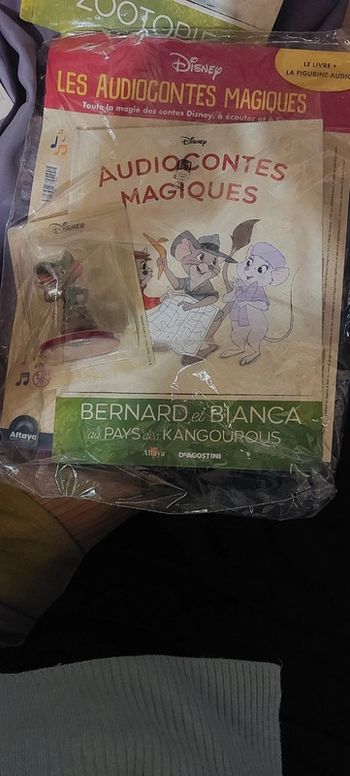 ZOOTOPIE
Disney
LES AUDIOCONTES MAGIQUES
LE LIVRE +
LA FIGURINE-AUDIO
Toute la magie des contes Disney, à écouter et à
Disney
AUDIOCONTES
MAGIQUES
Disney
BERNARD et BIANCA
au PAYS des KANGOUROUS
Altaya
Altaya
DeAGOSTINI